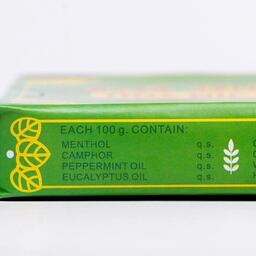 EACH 100 g. CONTAIN:
MENTHOL q.s.
CAMPHOR q.s.
PEPPERMINT OIL q.s.
EUCALYPTUS OIL q.s.